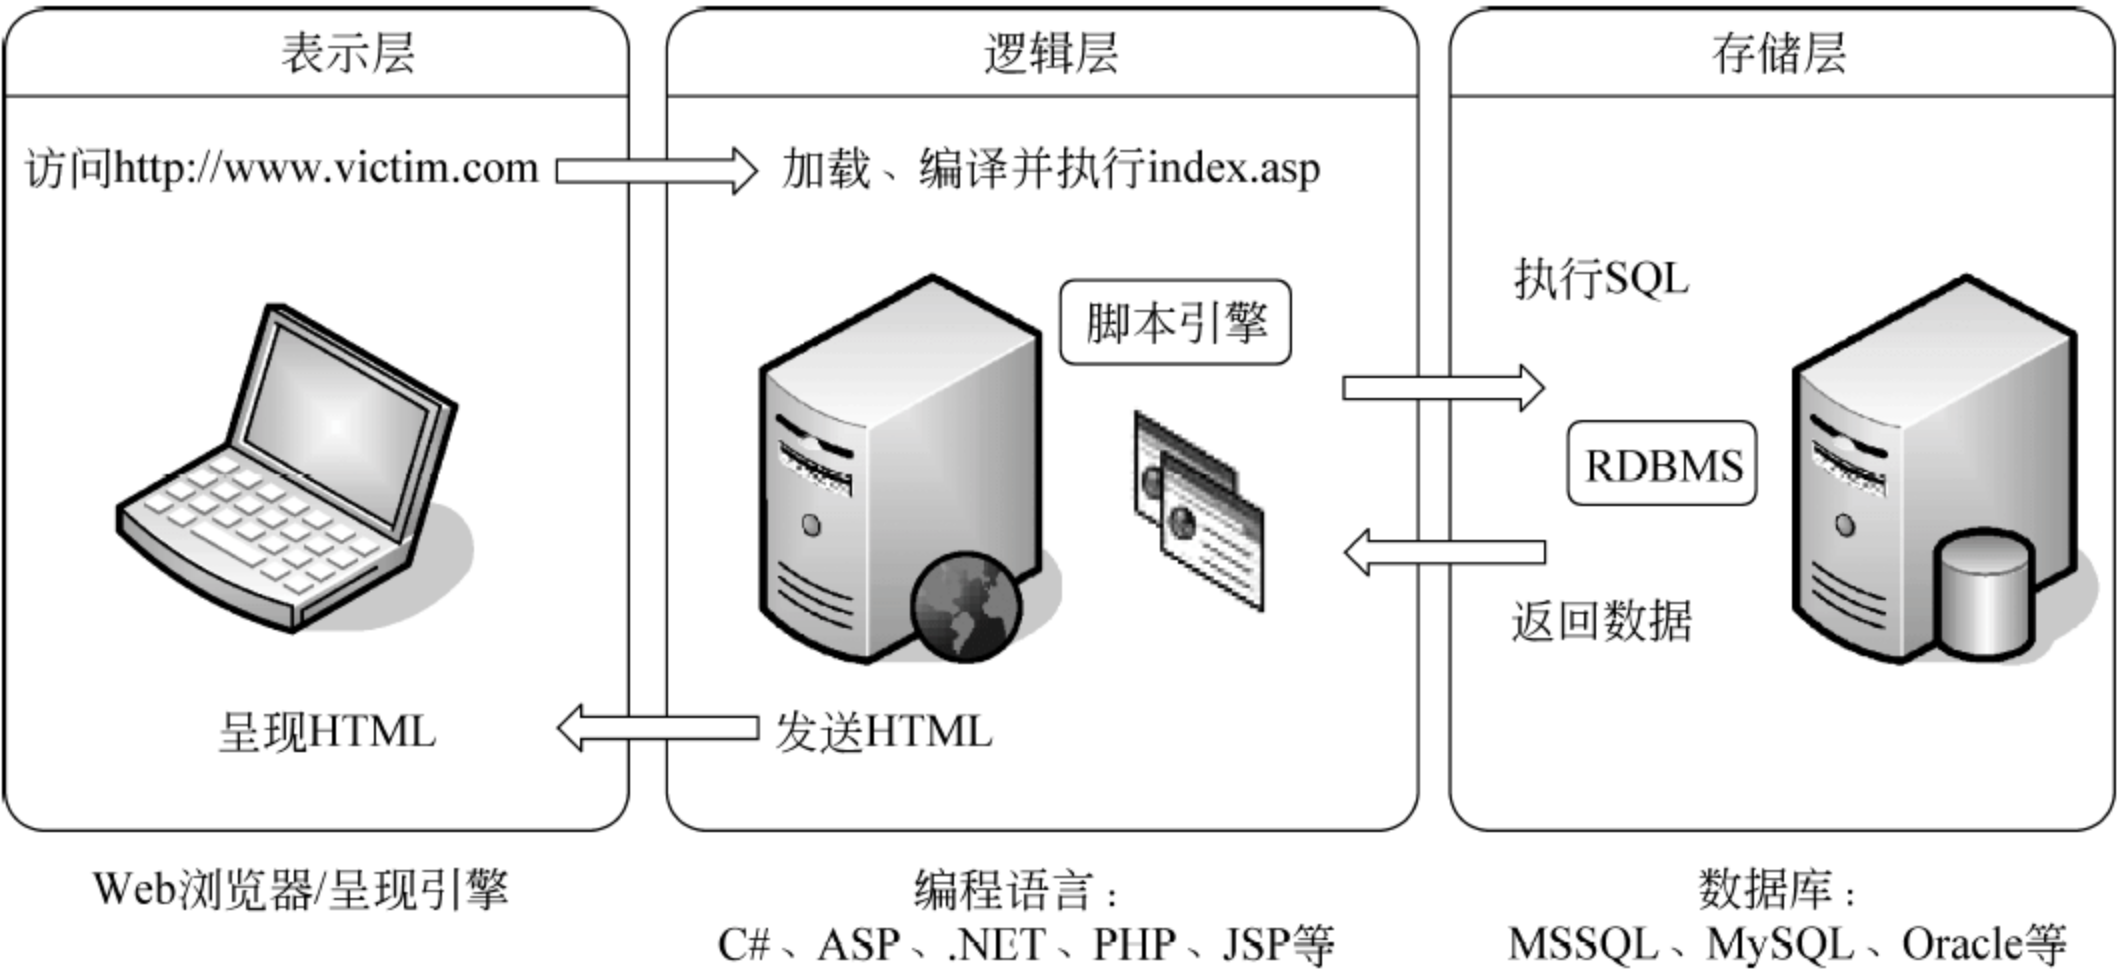 表示层
逻辑层
存储层
访问http://www.victim.com
加载、编译并执行index.asp
执行SQL
脚本引擎
RDBMS
返回数据
呈现HTML
发送HTML
Web浏览器/呈现引擎
编程语言：
C#、ASP、.NET、PHP、JSP等
数据库：
MSSQL、MySQL、Oracle等